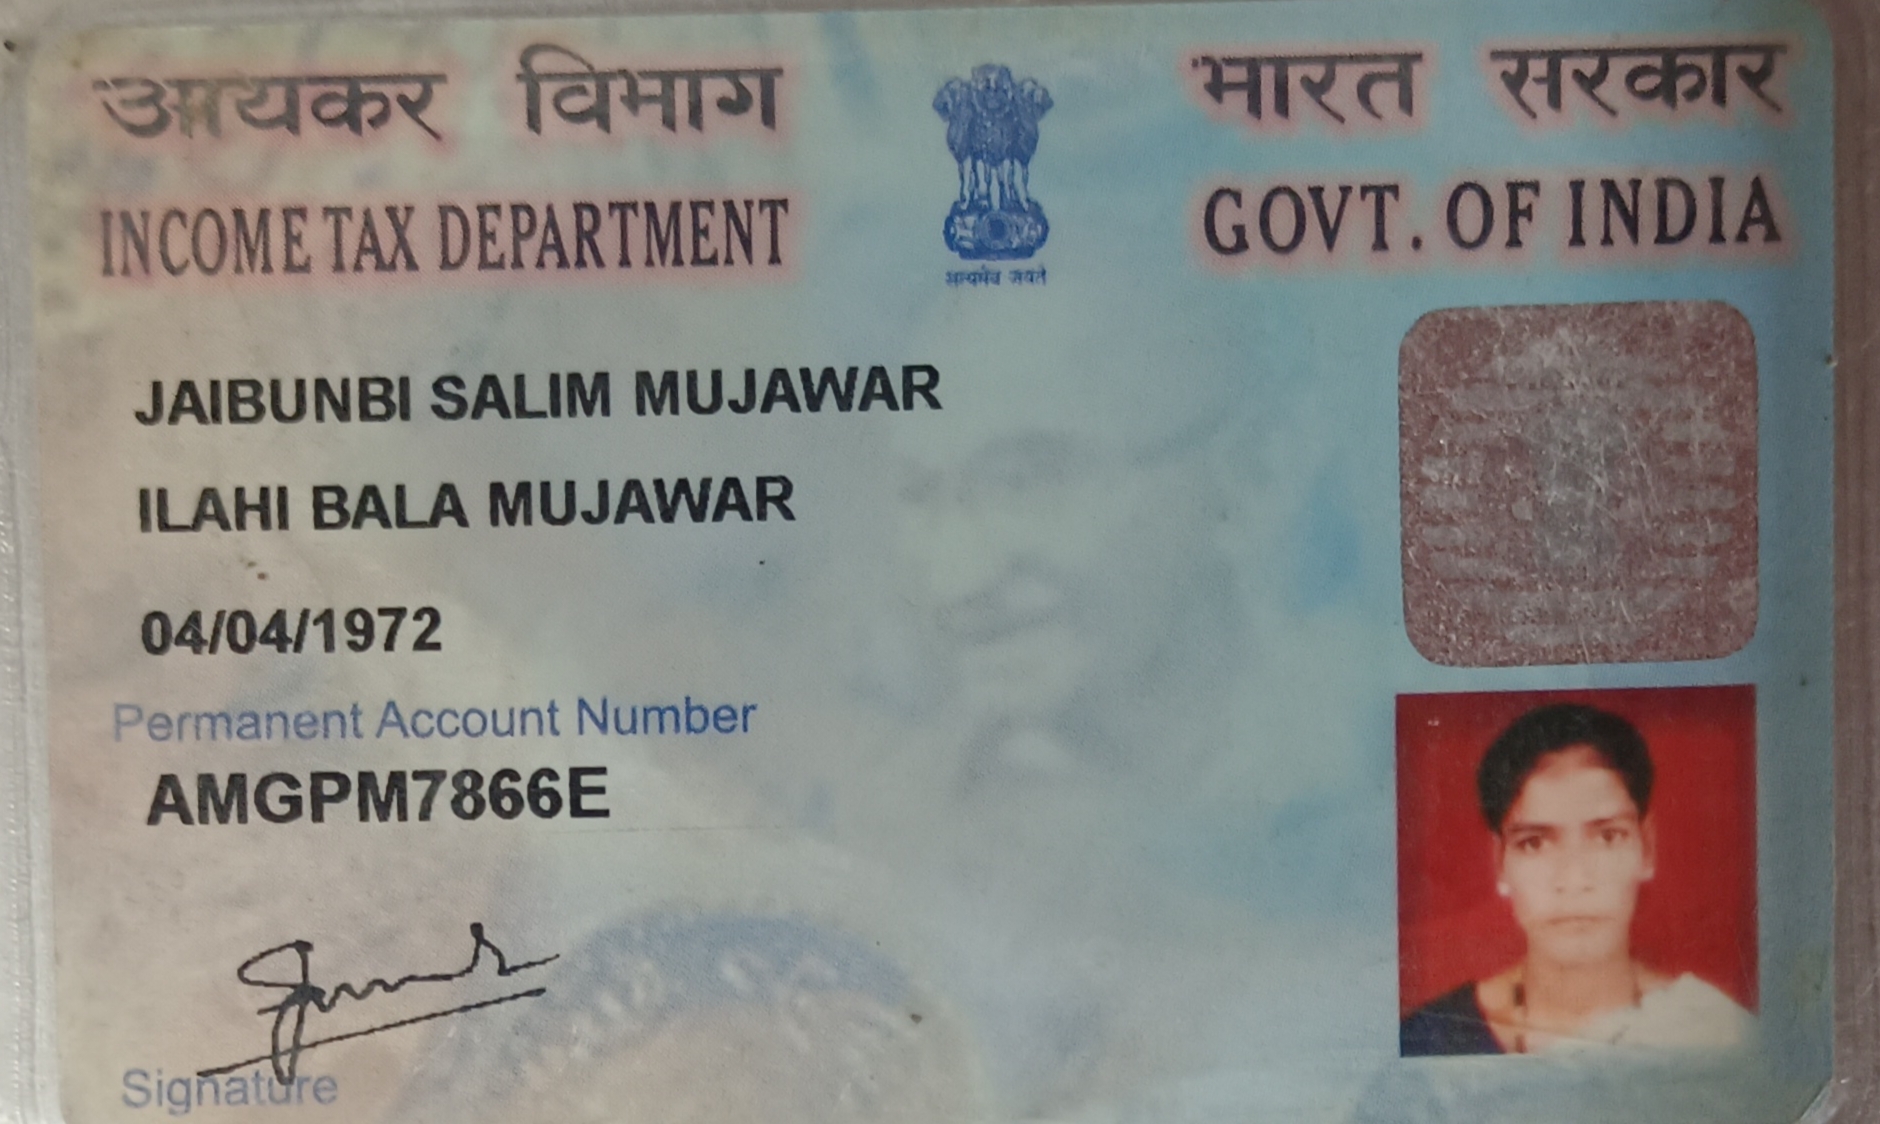 आयकर विभाग
INCOME TAX DEPARTMENT
सत्यमेव जयते
भारत सरकार
GOVT. OF INDIA
JAIBUNBI SALIM MUJAWAR
ILAHI BALA MUJAWAR
04/04/1972
Permanent Account Number
AMGPM7866E
Signature